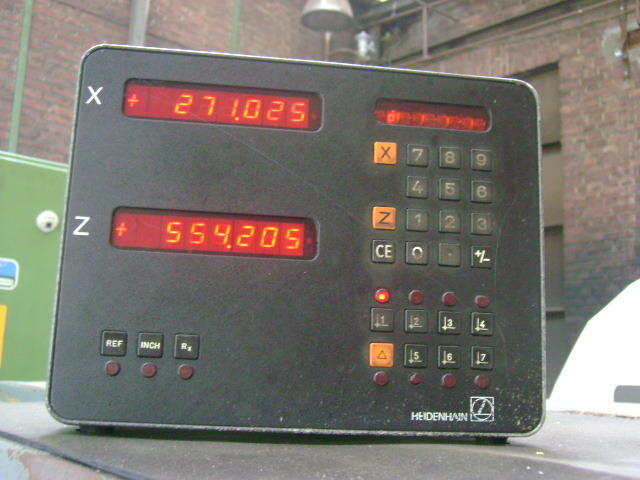 X + 271.025
X 7 8 9
4 5 6
Z + 554.205
Z 1 2 3
CE 0 · +/-
↓1 ↓2 ↓3 ↓4
REF INCH Rx
△ ↓5 ↓6 ↓7
HEIDENHAIN